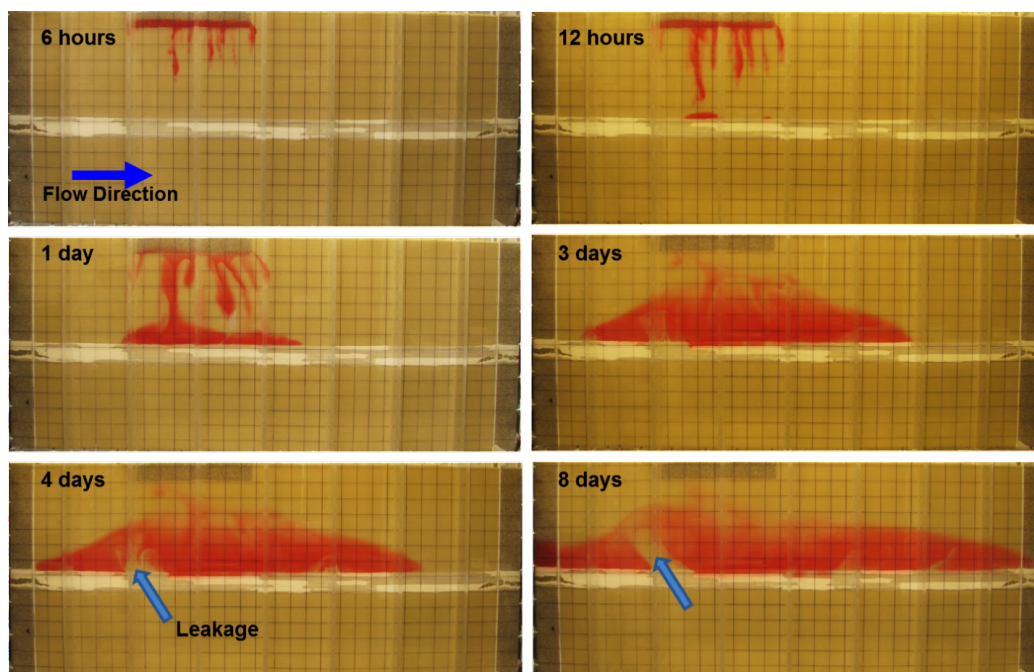 6 hours
12 hours
Flow Direction
1 day
3 days
4 days
8 days
Leakage